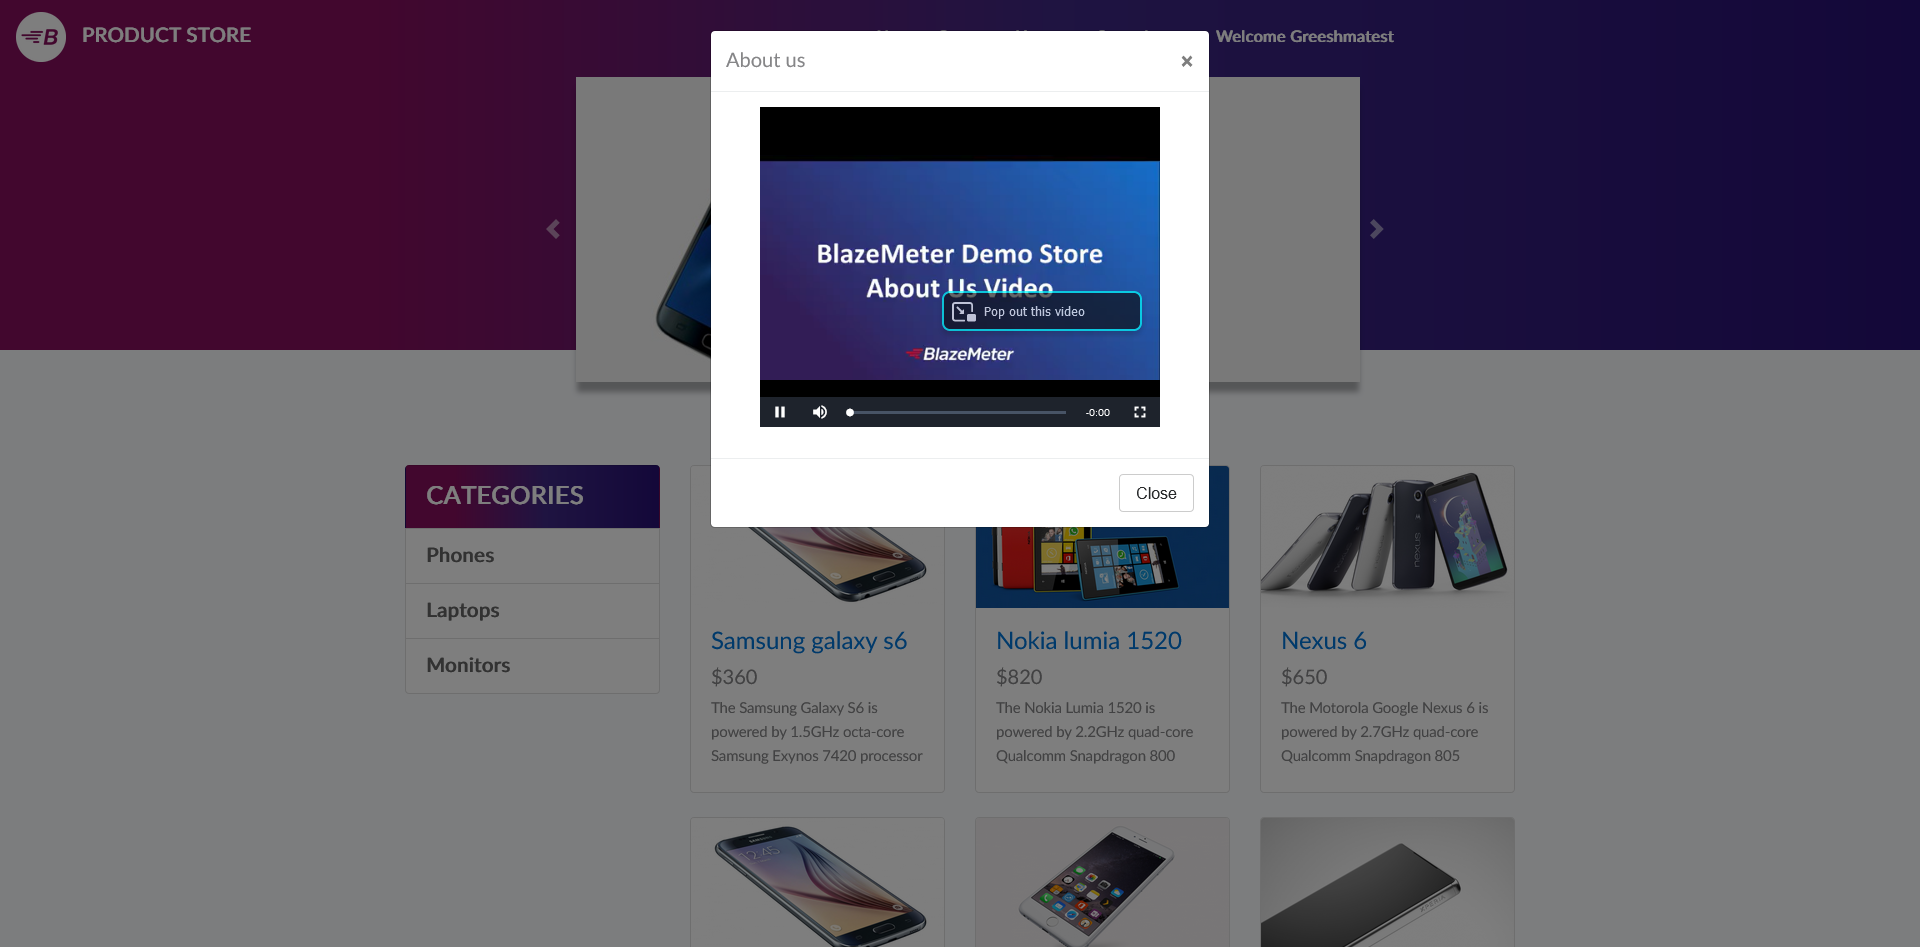 B PRODUCT STORE
Welcome Greeshmatest
About us
×
BlazeMeter Demo Store
About Us Video
Pop out this video
BlazeMeter
-0:00
Close
CATEGORIES
Phones
Laptops
Monitors
Samsung galaxy s6
$360
The Samsung Galaxy S6 is
powered by 1.5GHz octa-core
Samsung Exynos 7420 processor
Nokia lumia 1520
$820
The Nokia Lumia 1520 is
powered by 2.2GHz quad-core
Qualcomm Snapdragon 800
nexus
Nexus 6
$650
The Motorola Google Nexus 6 is
powered by 2.7GHz quad-core
Qualcomm Snapdragon 805
12:45